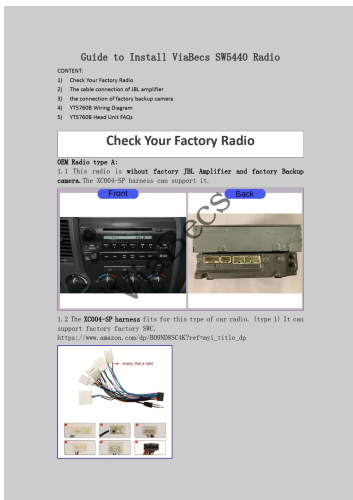 Guide to Install ViaBecs SW5440 Radio
CONTENT:
1) Check Your Factory Radio
2) The cable connection of JBL amplifier
3) the connection of factory backup camera
4) YT5760B Wiring Diagram
5) YT5760B Head Unit FAQs
Check Your Factory Radio
OEM Radio type A:
1.1 This radio is wihout factory JBL Amplifier and factory Backup
camera. The XC004-SP harness can support it.
Front
Back
ViaBecs
1.2 The XC004-SP harness fits for this type of car radio. (type 1) It can
support factory factory SWC.
https://www.amazon.com/dp/B09ND8SC4K?ref=myi_title_dp
empty that is right